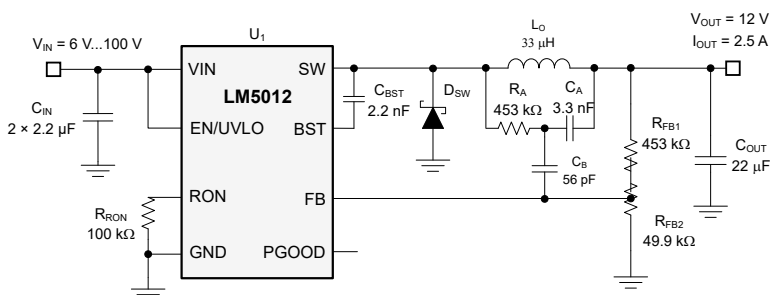 U1
LO
33 μH
VOUT = 12 V
IOUT = 2.5 A
VIN = 6 V...100 V
VIN
SW
LM5012
CBST
2.2 nF
DSW
RA
453 kΩ
CA
3.3 nF
CIN
2 × 2.2 µF
EN/UVLO
BST
RFB1
453 kΩ
COUT
22 μF
CB
56 pF
RON
FB
RRON
100 kΩ
RFB2
49.9 kΩ
GND
PGOOD